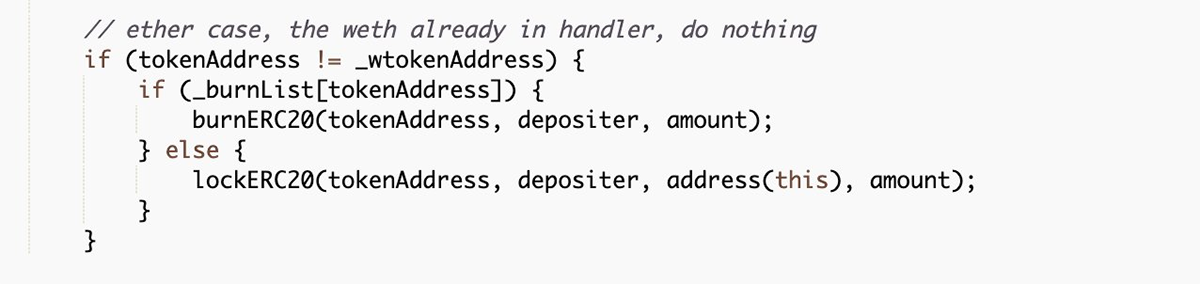 // ether case, the weth already in handler, do nothing
if (tokenAddress != _wtokenAddress) {
    if (_burnList[tokenAddress]) {
        burnERC20(tokenAddress, depositer, amount);
    } else {
        lockERC20(tokenAddress, depositer, address(this), amount);
    }
}